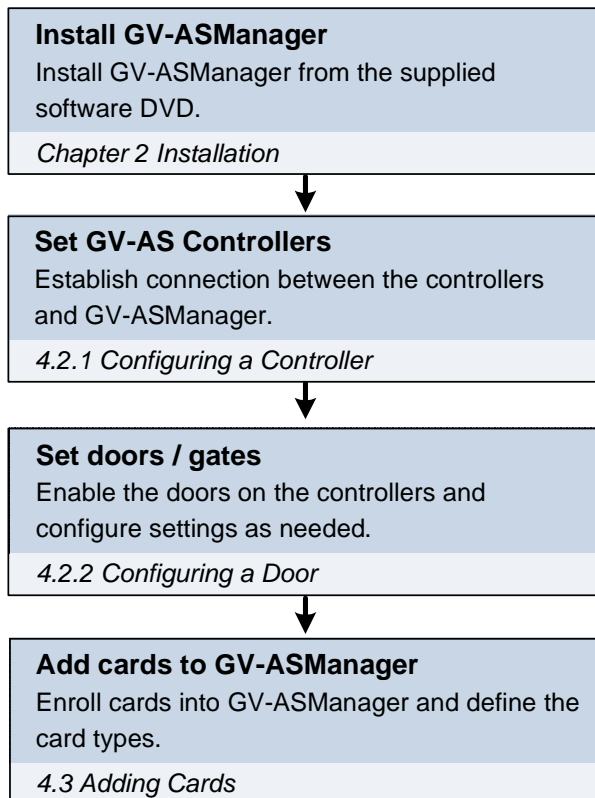 Install GV-ASManager
Install GV-ASManager from the supplied
software DVD.
Chapter 2 Installation
Set GV-AS Controllers
Establish connection between the controllers
and GV-ASManager.
4.2.1 Configuring a Controller
Set doors / gates
Enable the doors on the controllers and
configure settings as needed.
4.2.2 Configuring a Door
Add cards to GV-ASManager
Enroll cards into GV-ASManager and define the
card types.
4.3 Adding Cards